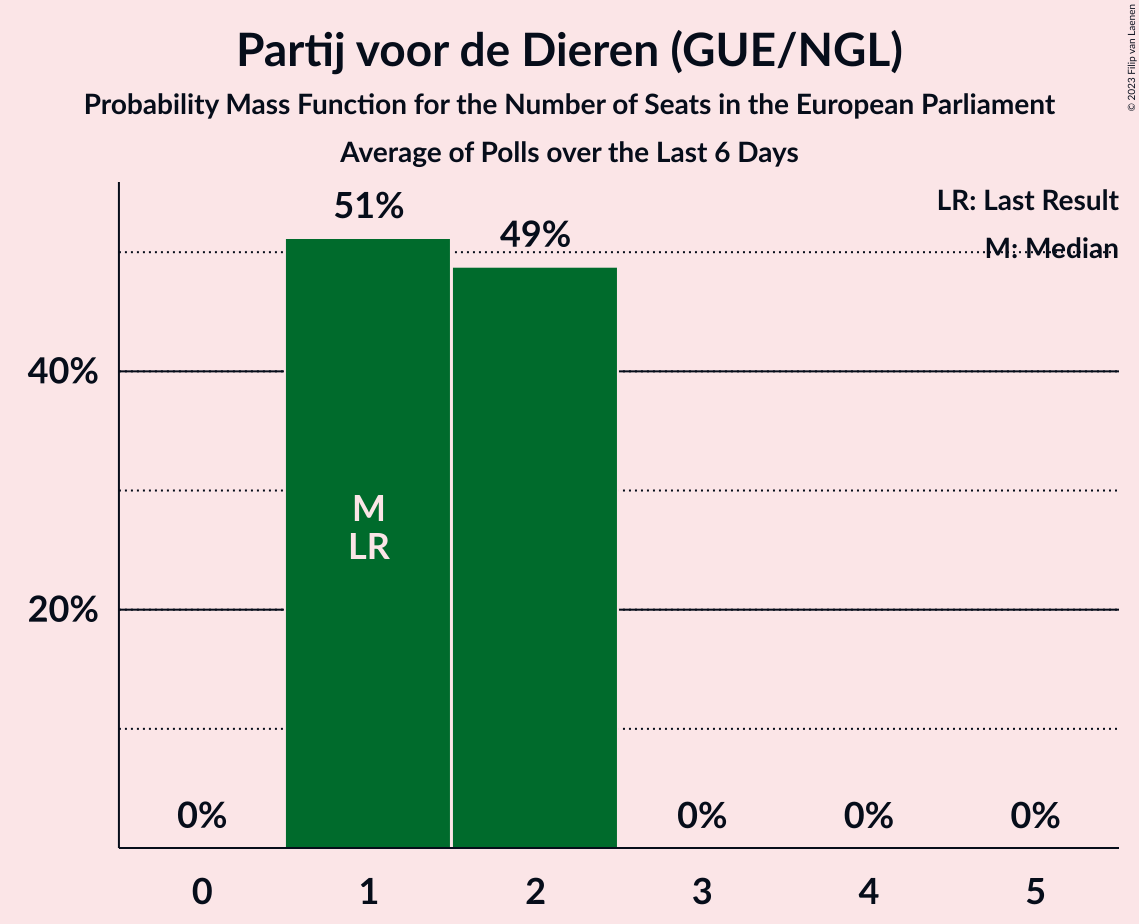 Partij voor de Dieren (GUE/NGL)
Probability Mass Function for the Number of Seats in the European Parliament
Average of Polls over the Last 6 Days
© 2023 Filip van Laenen
LR: Last Result
M: Median
51%
49%
40%
M
LR
20%
0%
0%
0%
0%
0
1
2
3
4
5